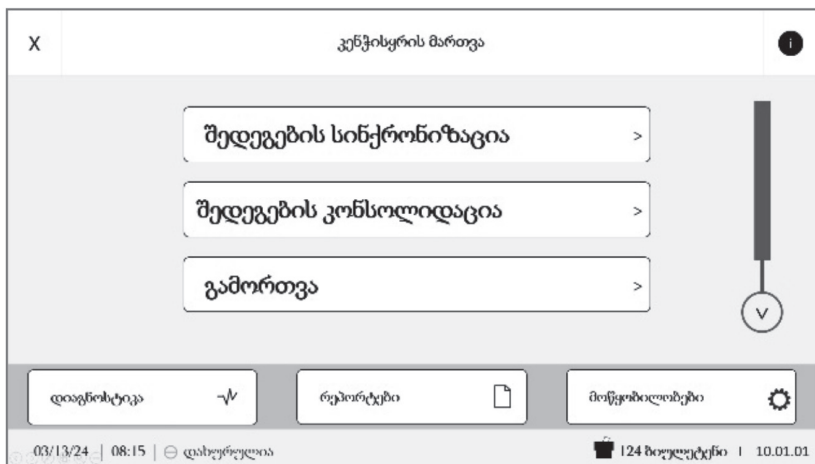 X კენჭისყრის მართვა i
შედეგების სინქრონიზაცია >
შედეგების კონსოლიდაცია >
გამორთვა >
დიაგნოსტიკა რეპორტები მოწყობილობები
03/13/24 | 08:15 | დახურულია 124 ბიულეტენი | 10.01.01